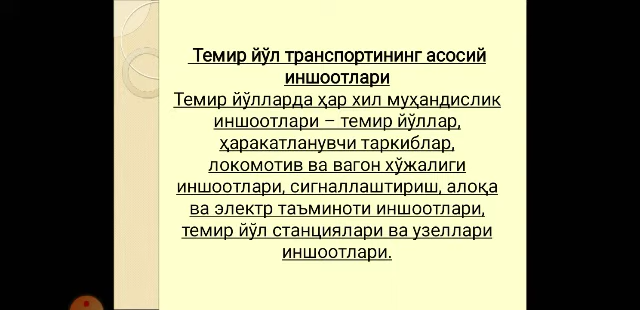 Темир йўл транспортининг асосий
иншоотлари
Темир йўлларда ҳар хил муҳандислик
иншоотлари – темир йўллар,
ҳаракатланувчи таркиблар,
локомотив ва вагон хўжалиги
иншоотлари, сигналлаштириш, алоқа
ва электр таъминоти иншоотлари,
темир йўл станциялари ва узеллари
иншоотлари.